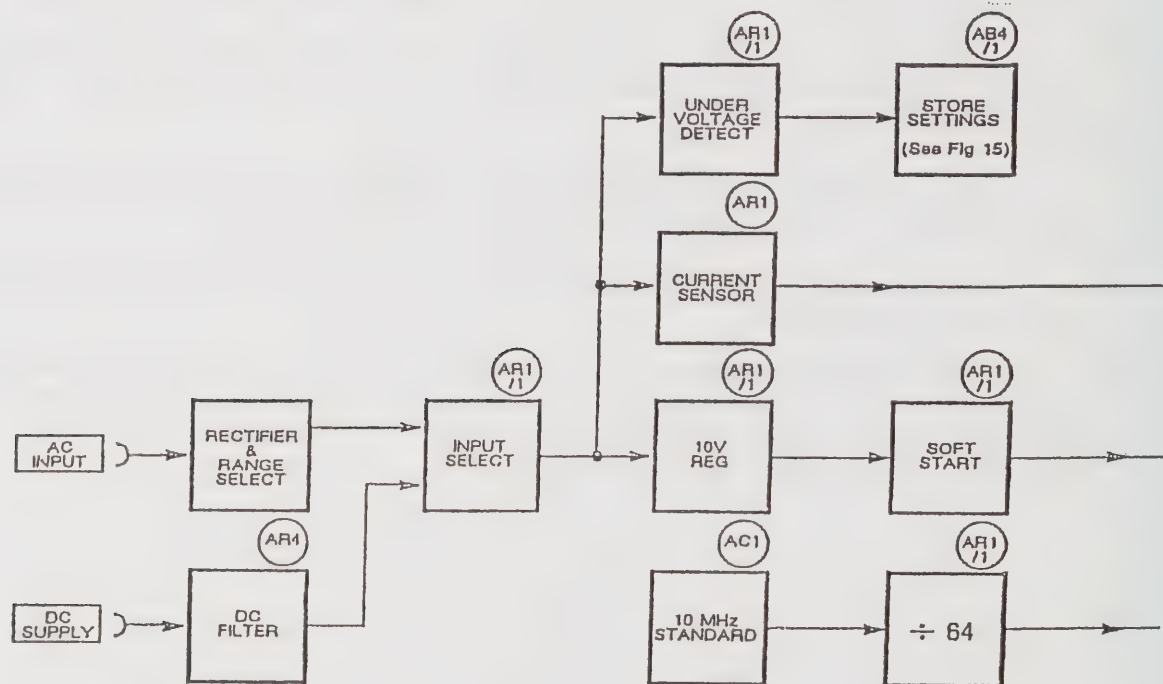 AR1
/1
AB4
/1
UNDER
VOLTAGE
DETECT
STORE
SETTINGS
(See Fig 15)
AR1
CURRENT
SENSOR
AR1
/1
AR1
/1
AR1
/1
AC
INPUT
RECTIFIER
&
RANGE
SELECT
INPUT
SELECT
10V
REG
SOFT
START
AR4
AC1
AR1
/1
DC
SUPPLY
DC
FILTER
10 MHz
STANDARD
÷ 64